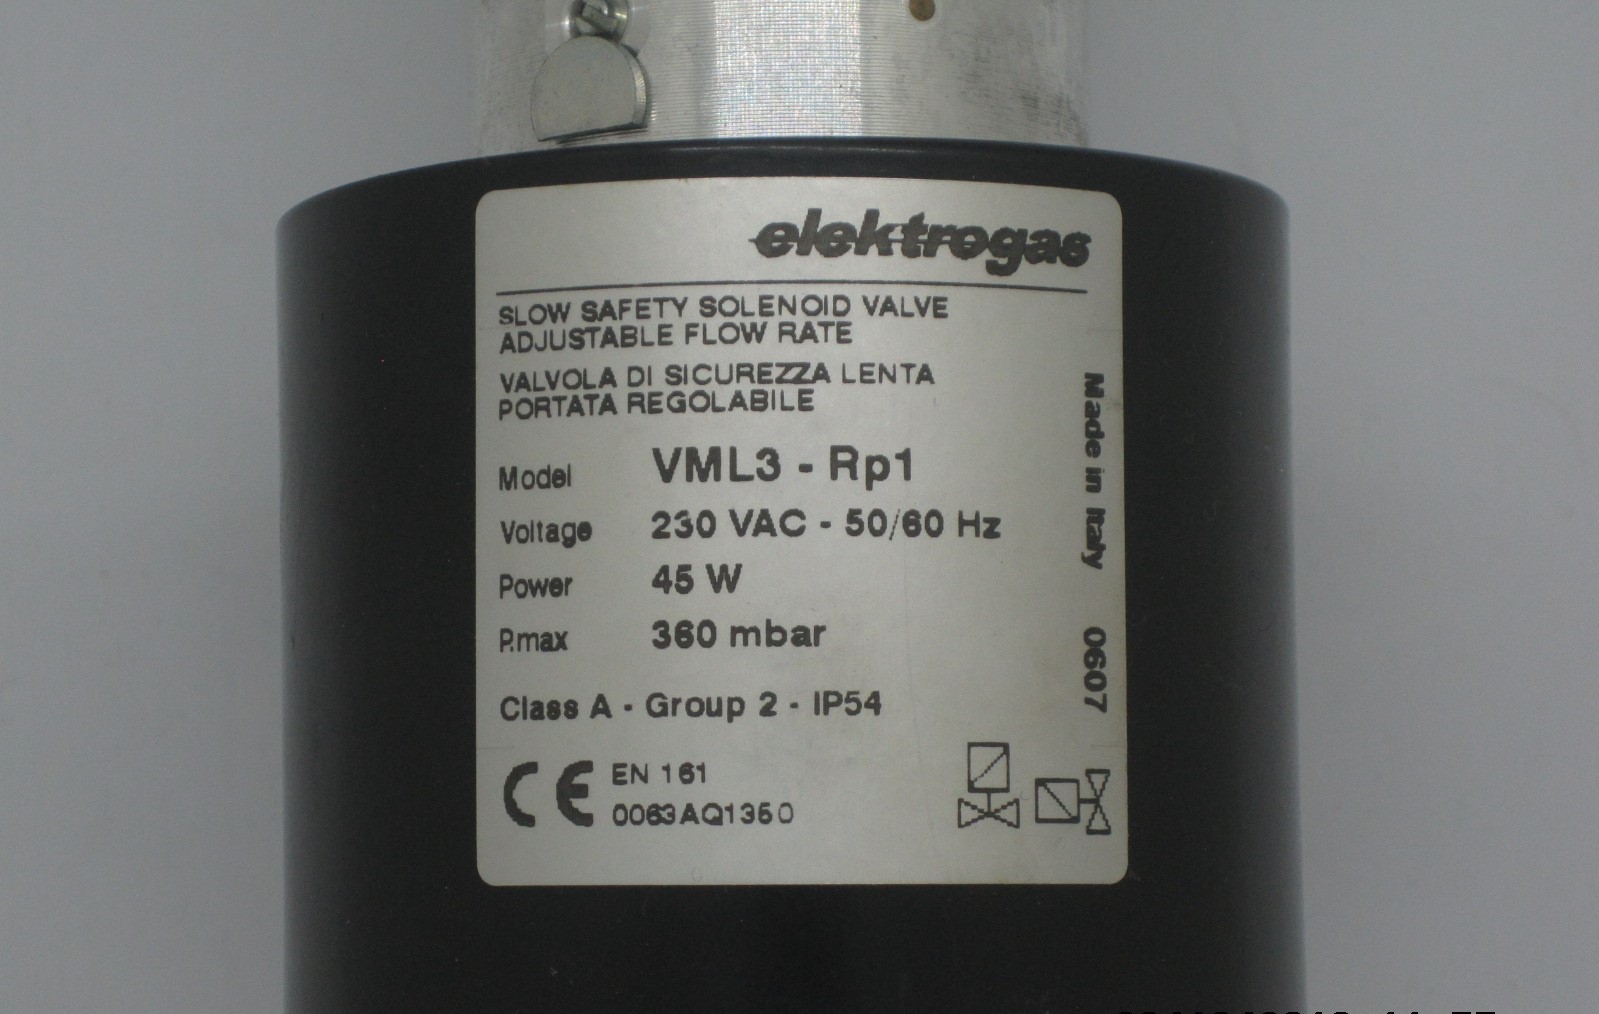 elektrogas
SLOW SAFETY SOLENOID VALVE
ADJUSTABLE FLOW RATE
VALVOLA DI SICUREZZA LENTA
PORTATA REGOLABILE
Model VML3 - Rp1
Voltage 230 VAC - 50/60 Hz
Power 45 W
P.max 360 mbar
Class A - Group 2 - IP54
CE EN 161
0063AQ1350
Made in Italy 0607